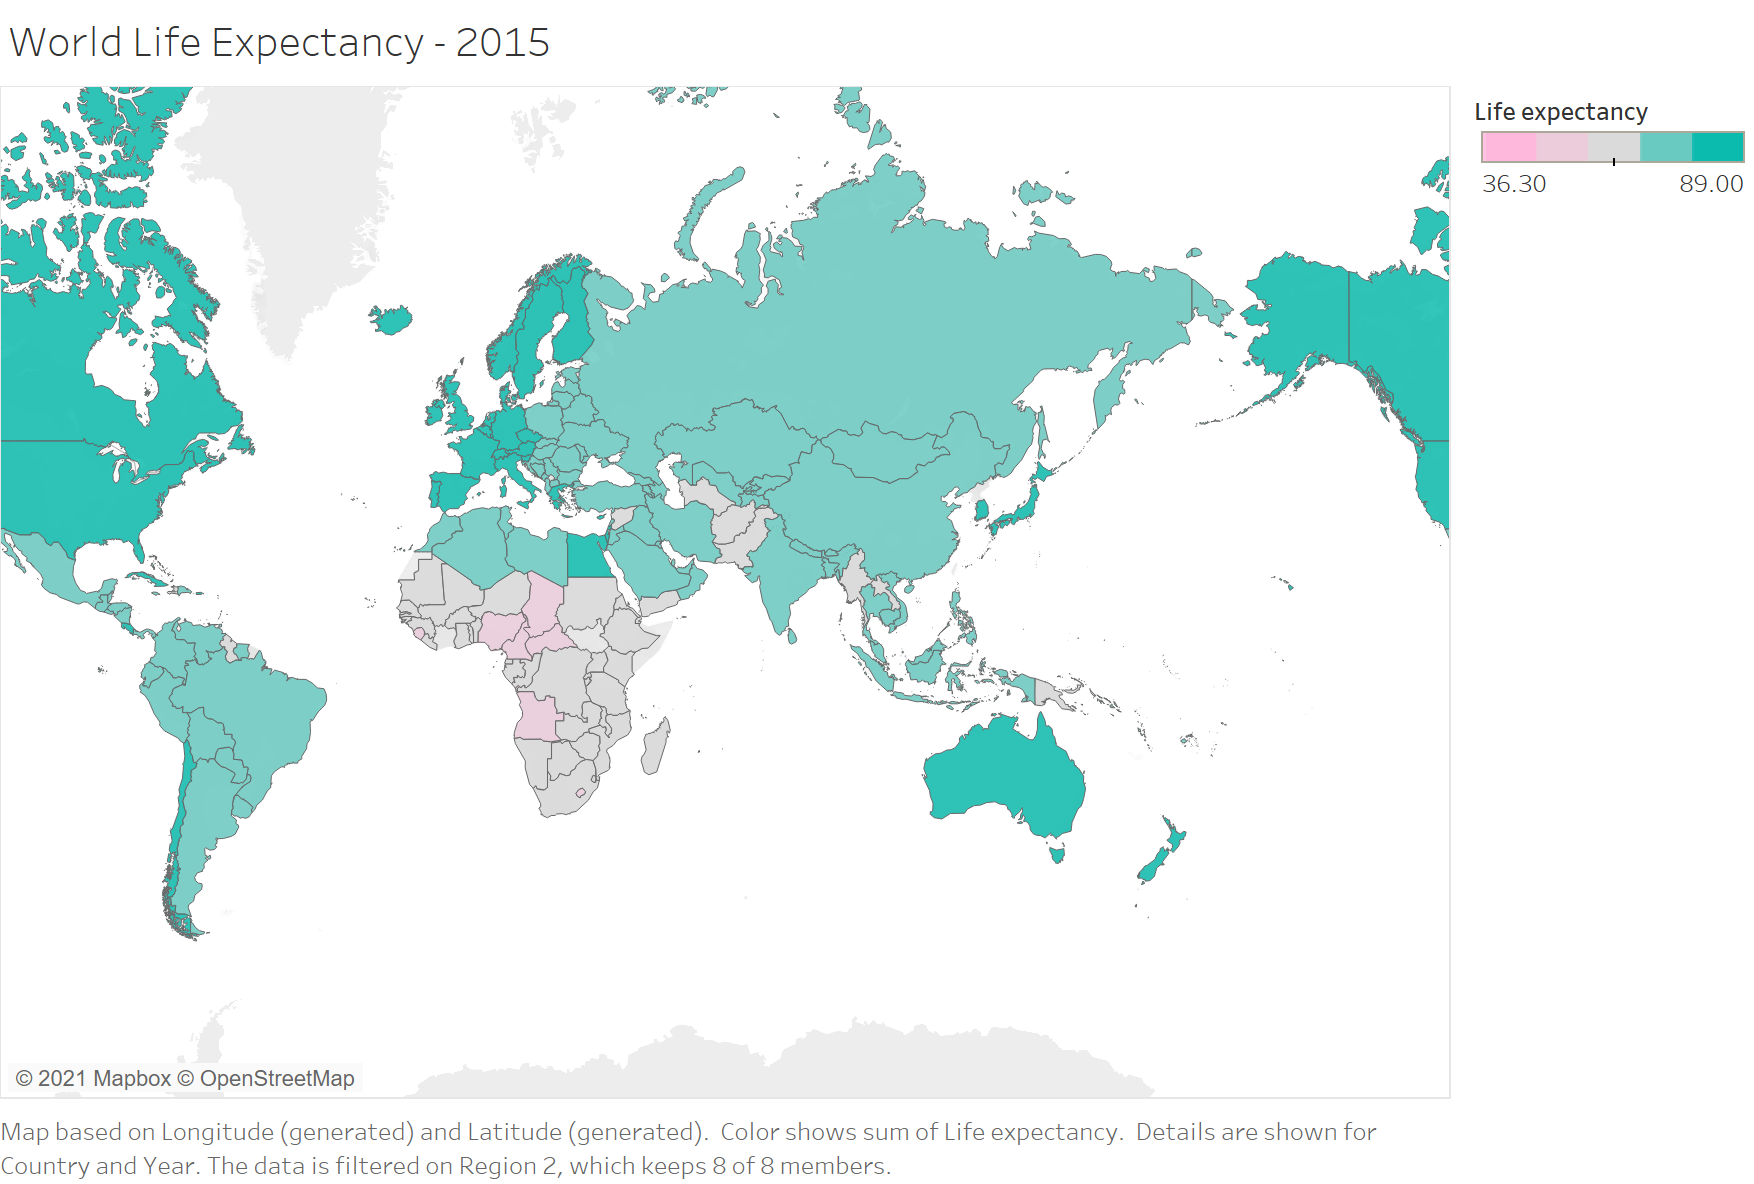 World Life Expectancy - 2015
Life expectancy
36.30 89.00
© 2021 Mapbox © OpenStreetMap
Map based on Longitude (generated) and Latitude (generated).  Color shows sum of Life expectancy.  Details are shown for
Country and Year. The data is filtered on Region 2, which keeps 8 of 8 members.